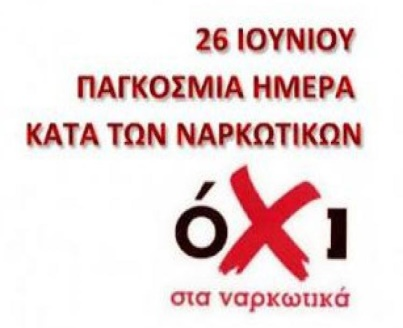 26 ΙΟΥΝΙΟΥ
ΠΑΓΚΟΣΜΙΑ ΗΜΕΡΑ
ΚΑΤΑ ΤΩΝ ΝΑΡΚΩΤΙΚΩΝ
όΧι
στα ναρκωτικά